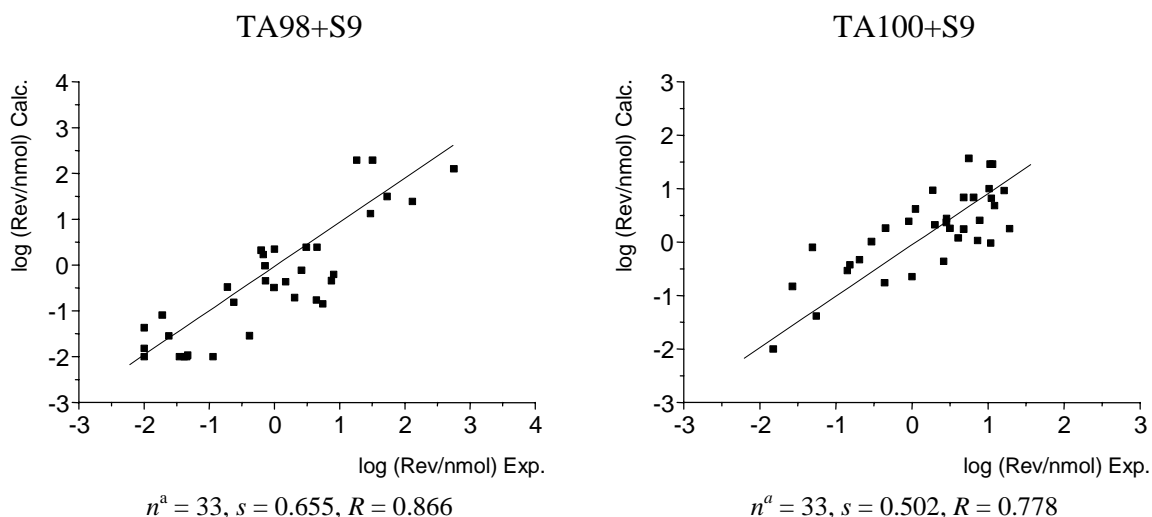 TA98+S9
TA100+S9
log (Rev/nmol) Calc.
4
3
2
1
0
-1
-2
-3
-3 -2 -1 0 1 2 3 4
log (Rev/nmol) Exp.
nᵃ = 33, s = 0.655, R = 0.866
log (Rev/nmol) Calc.
3
2
1
0
-1
-2
-3
-3 -2 -1 0 1 2 3
log (Rev/nmol) Exp.
nᵃ = 33, s = 0.502, R = 0.778